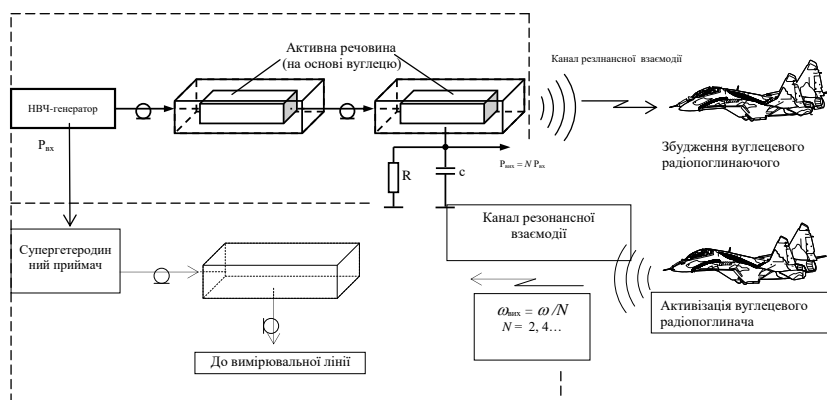 Активна речовина
(на основі вуглецю)
Канал резлнансної взаємодії
НВЧ-генератор
Pвх
Pвих = N Pвх
R
c
Збудження вуглецевого
радіопоглинаючого
Супергетеродин
ний приймач
Канал резонансної
взаємодії
ωвих = ω/N
N = 2, 4…
Активізація вуглецевого
радіопоглинача
До вимірювальної лінії